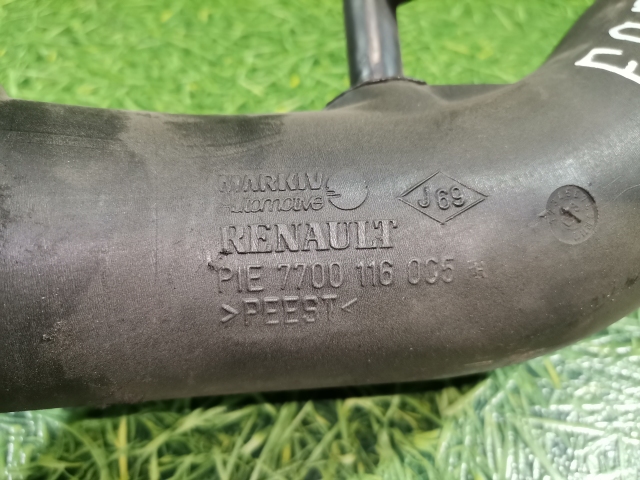 MARKIV
Automotive
J69
RENAULT
PIE 7700 116 005
>PEEST<